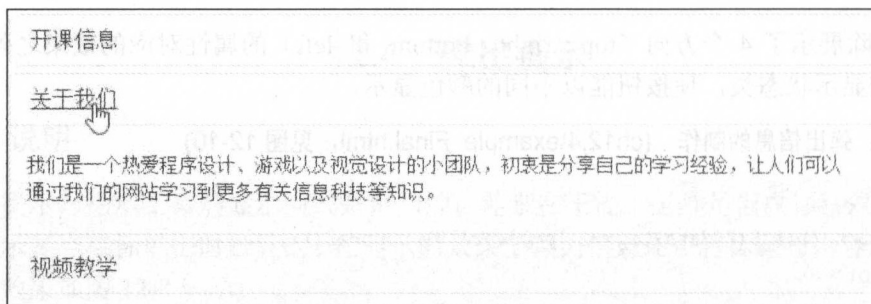 开课信息
关于我们
我们是一个热爱程序设计、游戏以及视觉设计的小团队，初衷是分享自己的学习经验，让人们可以
通过我们的网站学习到更多有关信息科技等知识。
视频教学